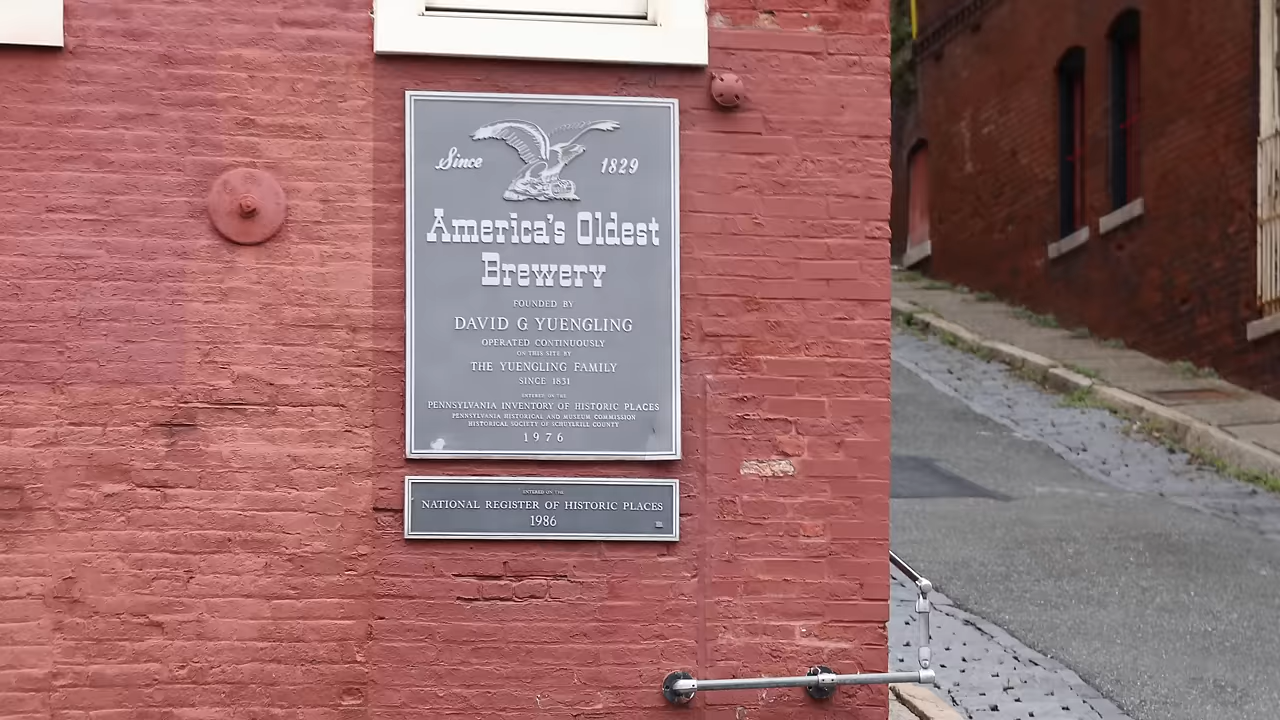 Since 1829
America's Oldest
Brewery
FOUNDED BY
DAVID G YUENGLING
OPERATED CONTINUOUSLY
ON THIS SITE BY
THE YUENGLING FAMILY
SINCE 1831
ENTERED ON THE
PENNSYLVANIA INVENTORY OF HISTORIC PLACES
PENNSYLVANIA HISTORICAL AND MUSEUM COMMISSION
HISTORICAL SOCIETY OF SCHUYLKILL COUNTY
1976
ENTERED ON THE
NATIONAL REGISTER OF HISTORIC PLACES
1986